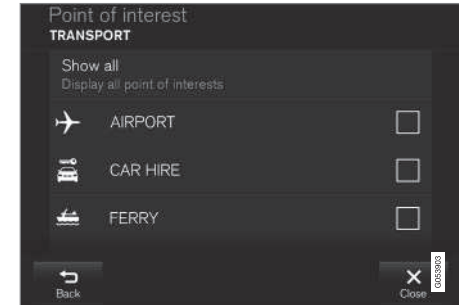 Point of interest
TRANSPORT
Show all
Display all point of interests
AIRPORT
CAR HIRE
FERRY
Back
Close
G053903